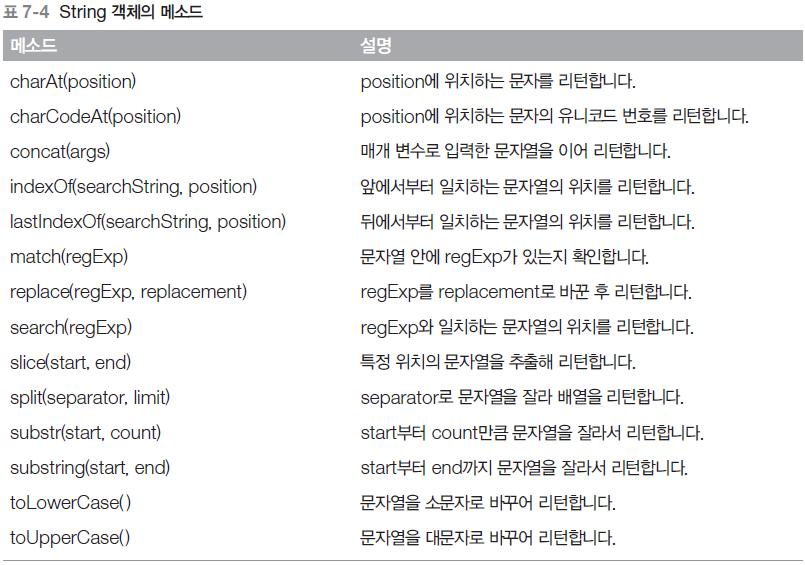 표 7-4 String 객체의 메소드
메소드 설명
charAt(position) position에 위치하는 문자를 리턴합니다.
charCodeAt(position) position에 위치하는 문자의 유니코드 번호를 리턴합니다.
concat(args) 매개 변수로 입력한 문자열을 이어 리턴합니다.
indexOf(searchString, position) 앞에서부터 일치하는 문자열의 위치를 리턴합니다.
lastIndexOf(searchString, position) 뒤에서부터 일치하는 문자열의 위치를 리턴합니다.
match(regExp) 문자열 안에 regExp가 있는지 확인합니다.
replace(regExp, replacement) regExp를 replacement로 바꾼 후 리턴합니다.
search(regExp) regExp와 일치하는 문자열의 위치를 리턴합니다.
slice(start, end) 특정 위치의 문자열을 추출해 리턴합니다.
split(separator, limit) separator로 문자열을 잘라 배열을 리턴합니다.
substr(start, count) start부터 count만큼 문자열을 잘라서 리턴합니다.
substring(start, end) start부터 end까지 문자열을 잘라서 리턴합니다.
toLowerCase() 문자열을 소문자로 바꾸어 리턴합니다.
toUpperCase() 문자열을 대문자로 바꾸어 리턴합니다.